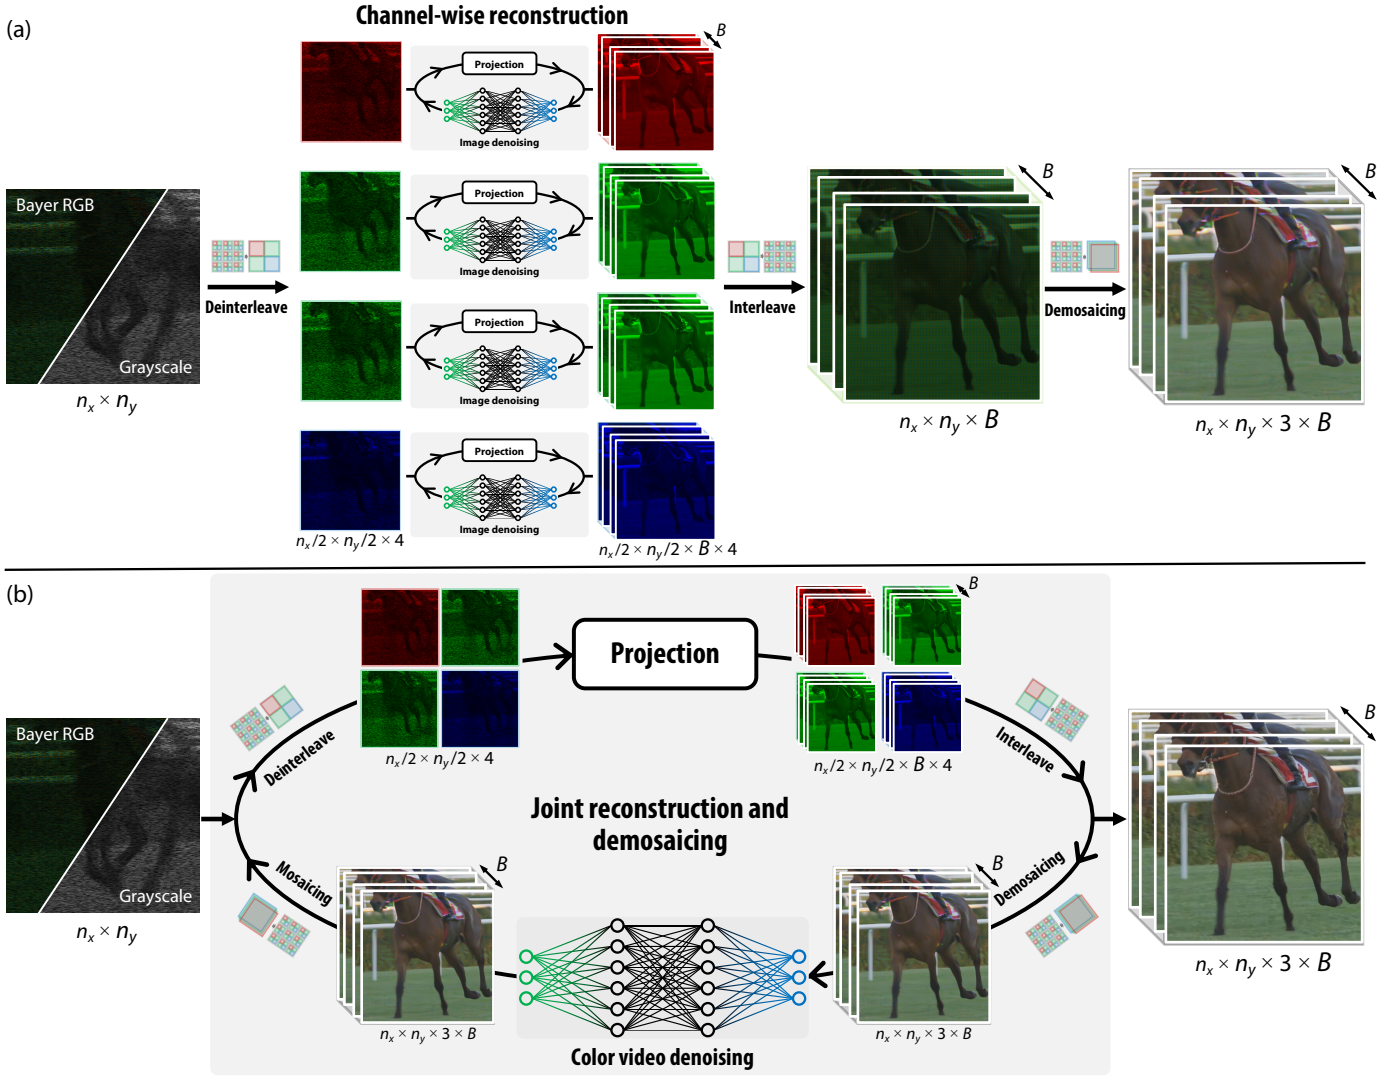 (a)
Channel-wise reconstruction
B
Projection
Image denoising
Bayer RGB
Grayscale
n_x × n_y
Deinterleave
Projection
Image denoising
Projection
Image denoising
Projection
Image denoising
n_x/2 × n_y/2 × 4
n_x/2 × n_y/2 × B × 4
Interleave
B
n_x × n_y × B
Demosaicing
B
n_x × n_y × 3 × B
(b)
Bayer RGB
Grayscale
n_x × n_y
Deinterleave
n_x/2 × n_y/2 × 4
Projection
B
n_x/2 × n_y/2 × B × 4
Interleave
Joint reconstruction and
demosaicing
Mosaicing
B
n_x × n_y × 3 × B
Color video denoising
B
n_x × n_y × 3 × B
Demosaicing
B
n_x × n_y × 3 × B